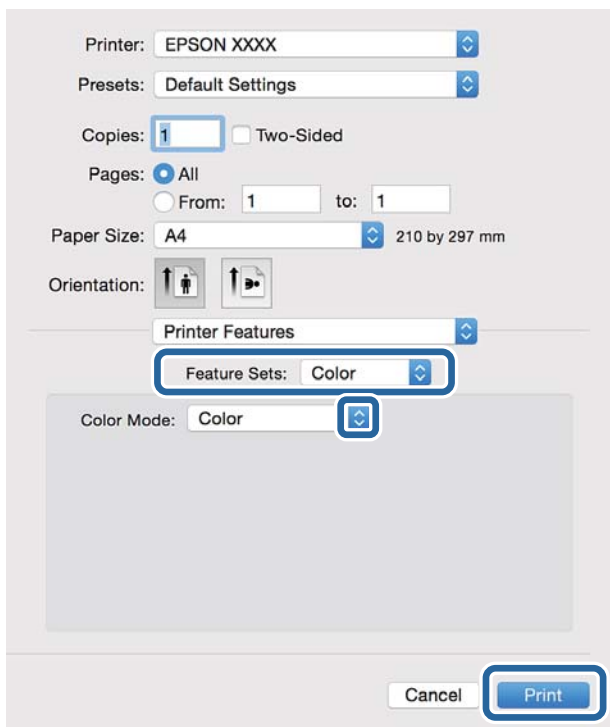 Printer: EPSON XXXX
Presets: Default Settings
Copies: 1 Two-Sided
Pages: All
From: 1 to: 1
Paper Size: A4 210 by 297 mm
Orientation:
Printer Features
Feature Sets: Color
Color Mode: Color
Cancel Print